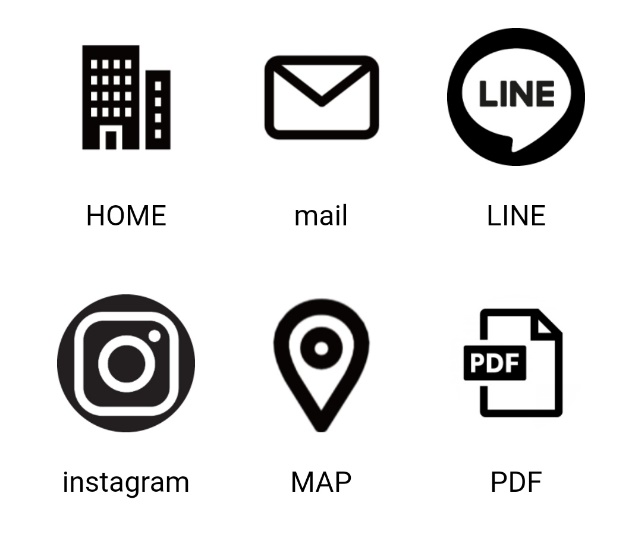 LINE
HOME
mail
LINE
PDF
instagram
MAP
PDF